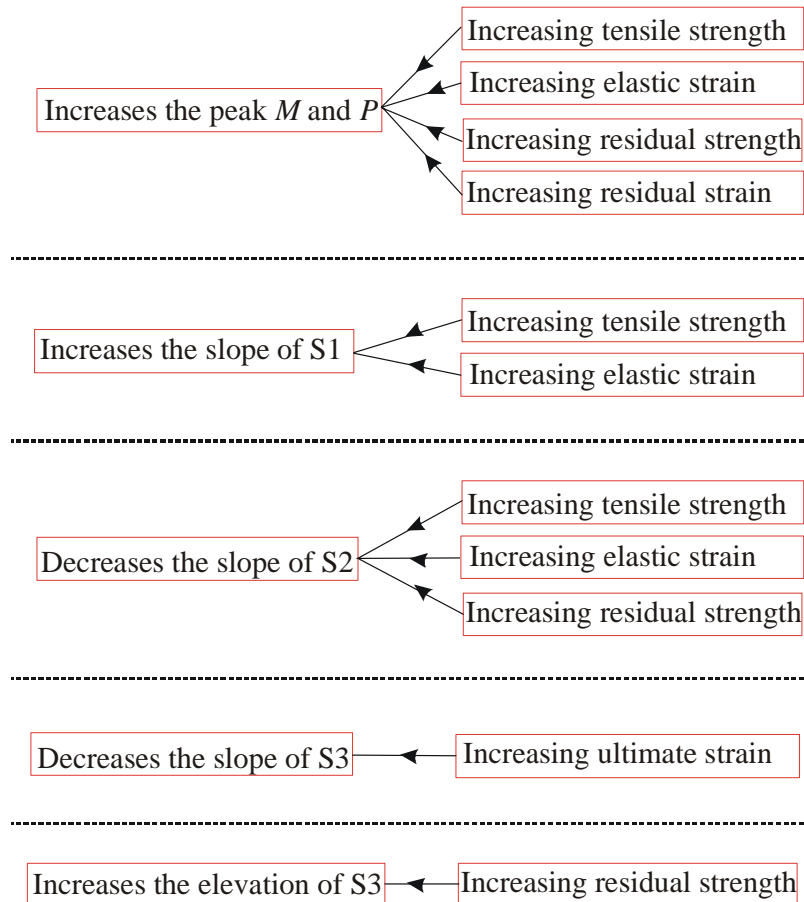 Increasing tensile strength
Increasing elastic strain
Increases the peak M and P
Increasing residual strength
Increasing residual strain
Increasing tensile strength
Increases the slope of S1
Increasing elastic strain
Increasing tensile strength
Decreases the slope of S2
Increasing elastic strain
Increasing residual strength
Decreases the slope of S3
Increasing ultimate strain
Increases the elevation of S3
Increasing residual strength